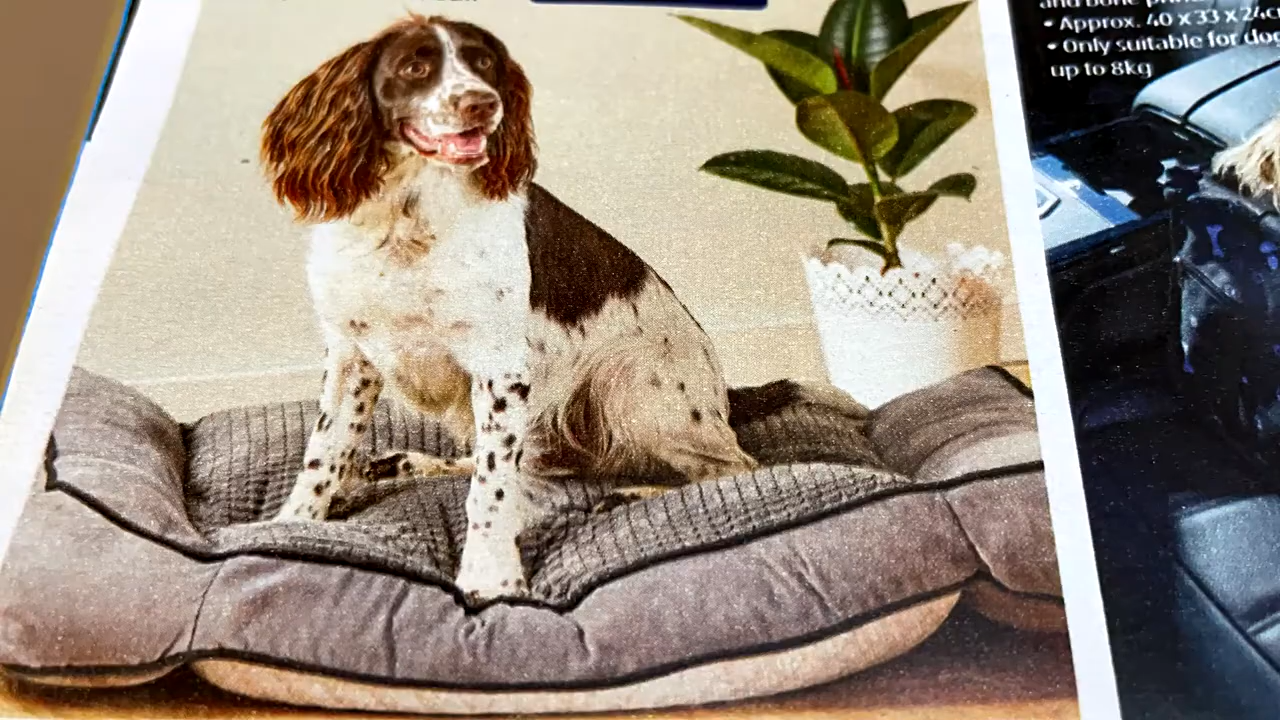 • Approx. 40 x 33 x 24c
• Only suitable for dog
up to 8kg